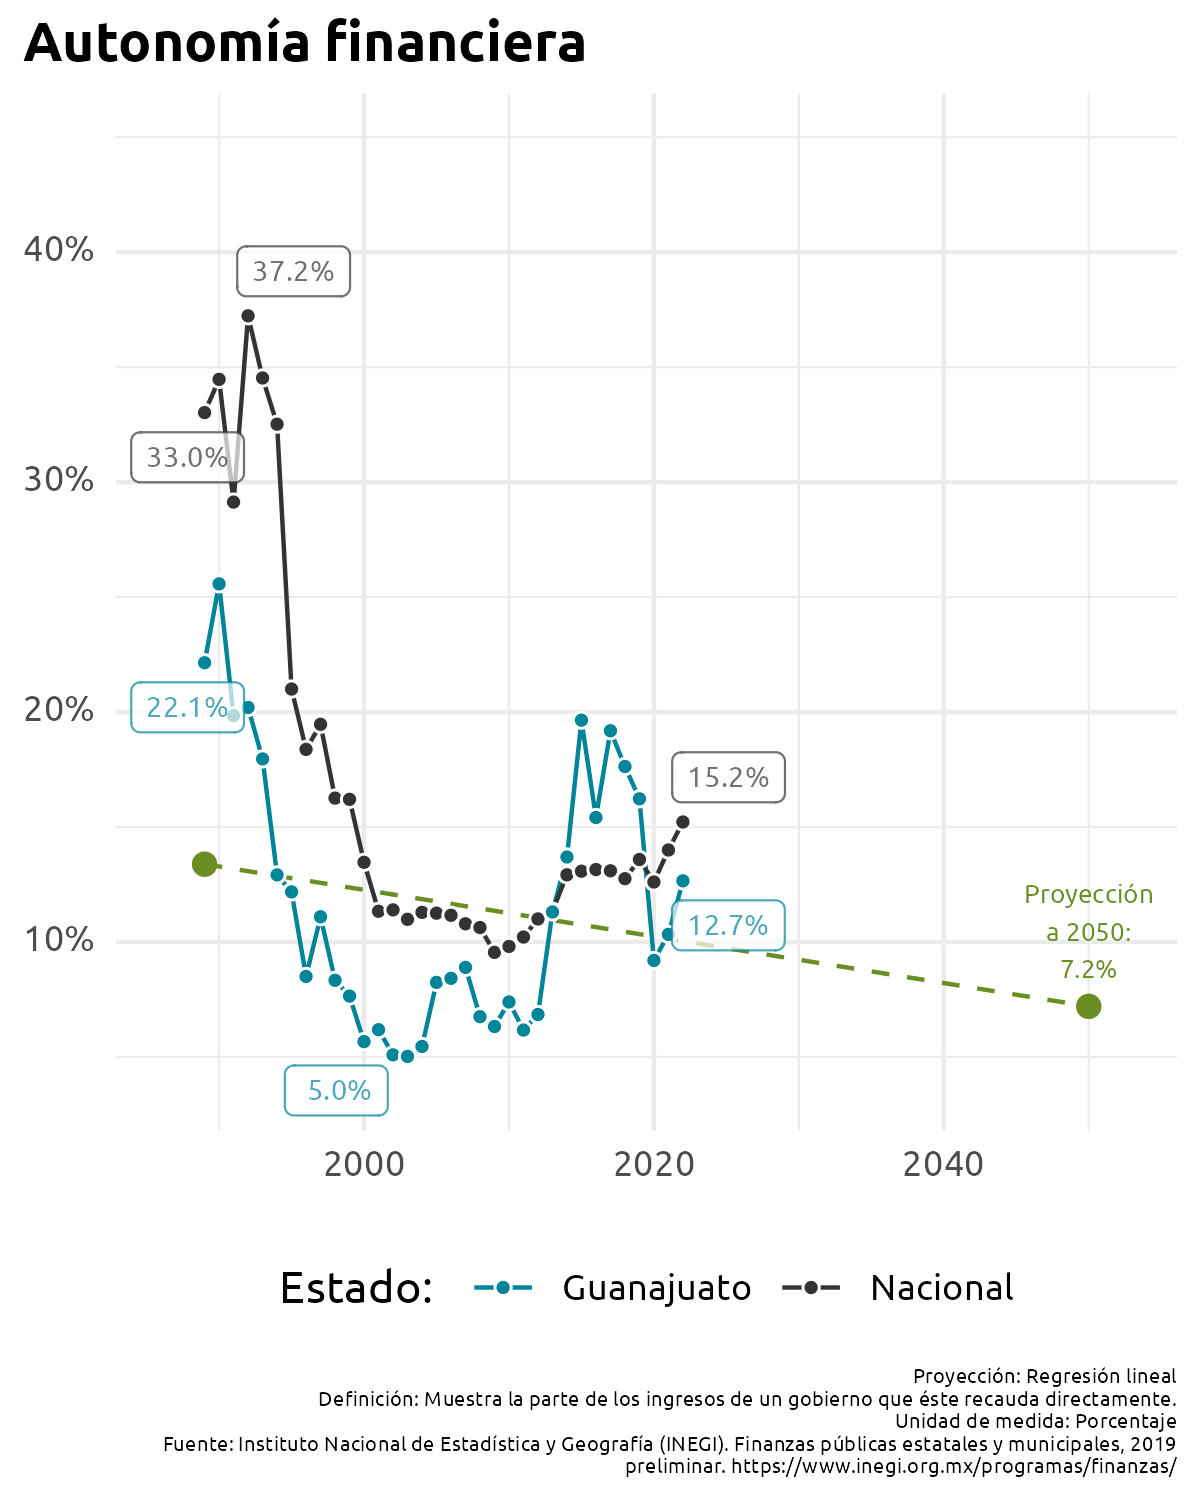 Autonomía financiera
40%
37.2%
33.0%
30%
22.1%
20%
15.2%
Proyección
a 2050:
7.2%
12.7%
10%
5.0%
2000
2020
2040
Estado:
Guanajuato
Nacional
Proyección: Regresión lineal
Definición: Muestra la parte de los ingresos de un gobierno que éste recauda directamente.
Unidad de medida: Porcentaje
Fuente: Instituto Nacional de Estadística y Geografía (INEGI). Finanzas públicas estatales y municipales, 2019
preliminar. https://www.inegi.org.mx/programas/finanzas/